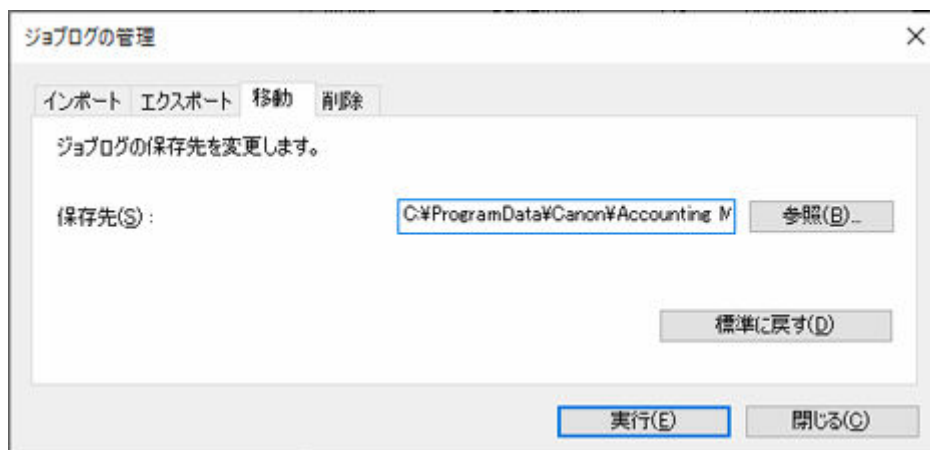 ジョブログの管理
インポート エクスポート 移動 削除
ジョブログの保存先を変更します。
保存先(S) : C:¥ProgramData¥Canon¥Accounting M 参照(B)...
標準に戻す(D)
実行(E) 閉じる(C)